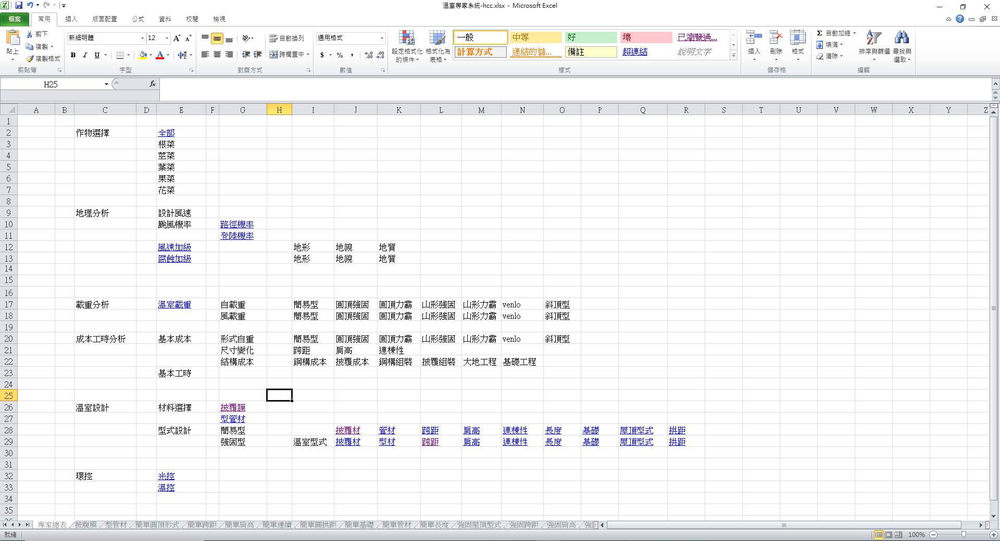 溫室專家系統-hcc.xlsx - Microsoft Excel
檔案 常用 插入 版面配置 公式 資料 校閱 檢視
貼上 剪下 複製 複製格式 剪貼簿
新細明體 12 B I U A 中 字型
自動換列 跨欄置中 對齊方式
通用格式 $ % , 數值
設定格式化的條件 格式化為表格
一般 中等 好 壞 已瀏覽過...
計算方式 連結的儲... 備註 超連結 說明文字
樣式
插入 刪除 格式 儲存格
Σ 自動加總 填滿 清除 排序與篩選 尋找與選取 編輯
H25 fx
A B C D E F G H I J K L M N O P Q R S T U V W X Y Z
1
2 作物選擇 全部
3 根菜
4 莖菜
5 葉菜
6 果菜
7 花菜
8
9 地理分析 設計風速
10 颱風機率 路徑機率
11 登陸機率
12 風速加級 地形 地貌 地質
13 腐蝕加級 地形 地貌 地質
14
15
16
17 載重分析 溫室載重 自載重 簡易型 圓頂強固 圓頂力霸 山形強固 山形力霸 venlo 斜頂型
18 風載重 簡易型 圓頂強固 圓頂力霸 山形強固 山形力霸 venlo 斜頂型
19
20 成本工時分析 基本成本 形式自重 簡易型 圓頂強固 圓頂力霸 山形強固 山形力霸 venlo 斜頂型
21 尺寸變化 跨距 肩高 連棟性
22 結構成本 鋼構成本 披覆成本 鋼構組裝 披覆組裝 大地工程 基礎工程
23 基本工時
24
25
26 溫室設計 材料選擇 披覆膜
27 型管材
28 型式設計 簡易型 披覆材 管材 跨距 肩高 連棟性 長度 基礎 屋頂型式 拱距
29 強固型 溫室型式 披覆材 型材 跨距 肩高 連棟性 長度 基礎 屋頂型式 拱距
30
31
32 環控 光控
33 溫控
34
35
專家總表 披腹膜 型管材 簡單圓頂形式 簡單跨距 簡單肩高 簡單連續 簡單圓拱距 簡單基礎 簡單管材 簡單長度 強固屋頂型式 強固跨距 強固肩高
就緒 100%